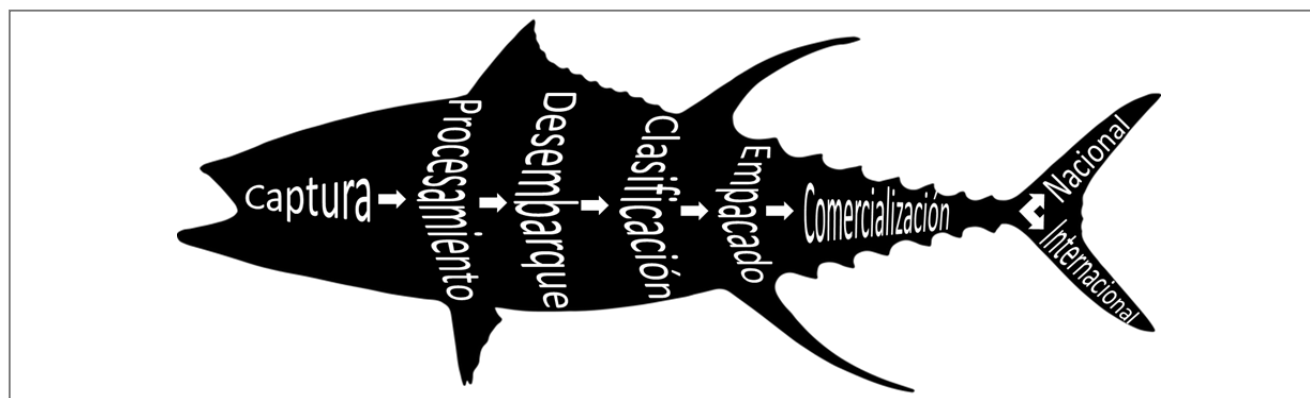 Captura
Procesamiento
Desembarque
Clasificación
Empacado
Comercialización
Nacional
Internacional